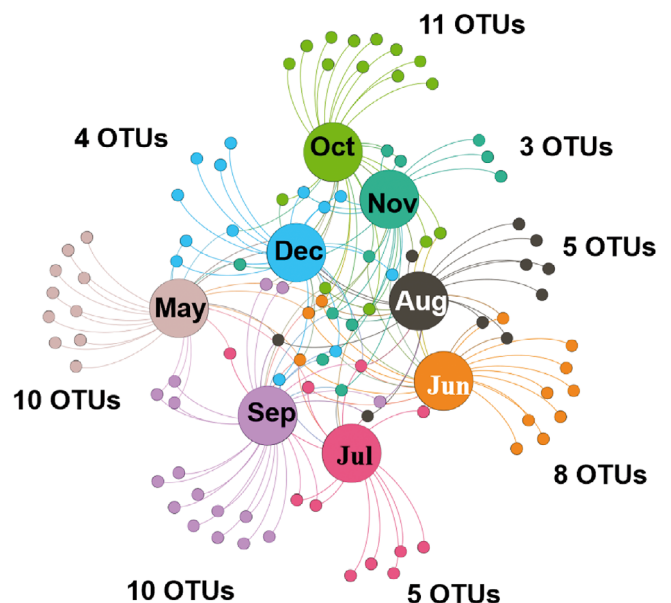 11 OTUs
4 OTUs
Oct
3 OTUs
Nov
Dec
5 OTUs
May
Aug
Jun
10 OTUs
Sep
Jul
8 OTUs
10 OTUs
5 OTUs